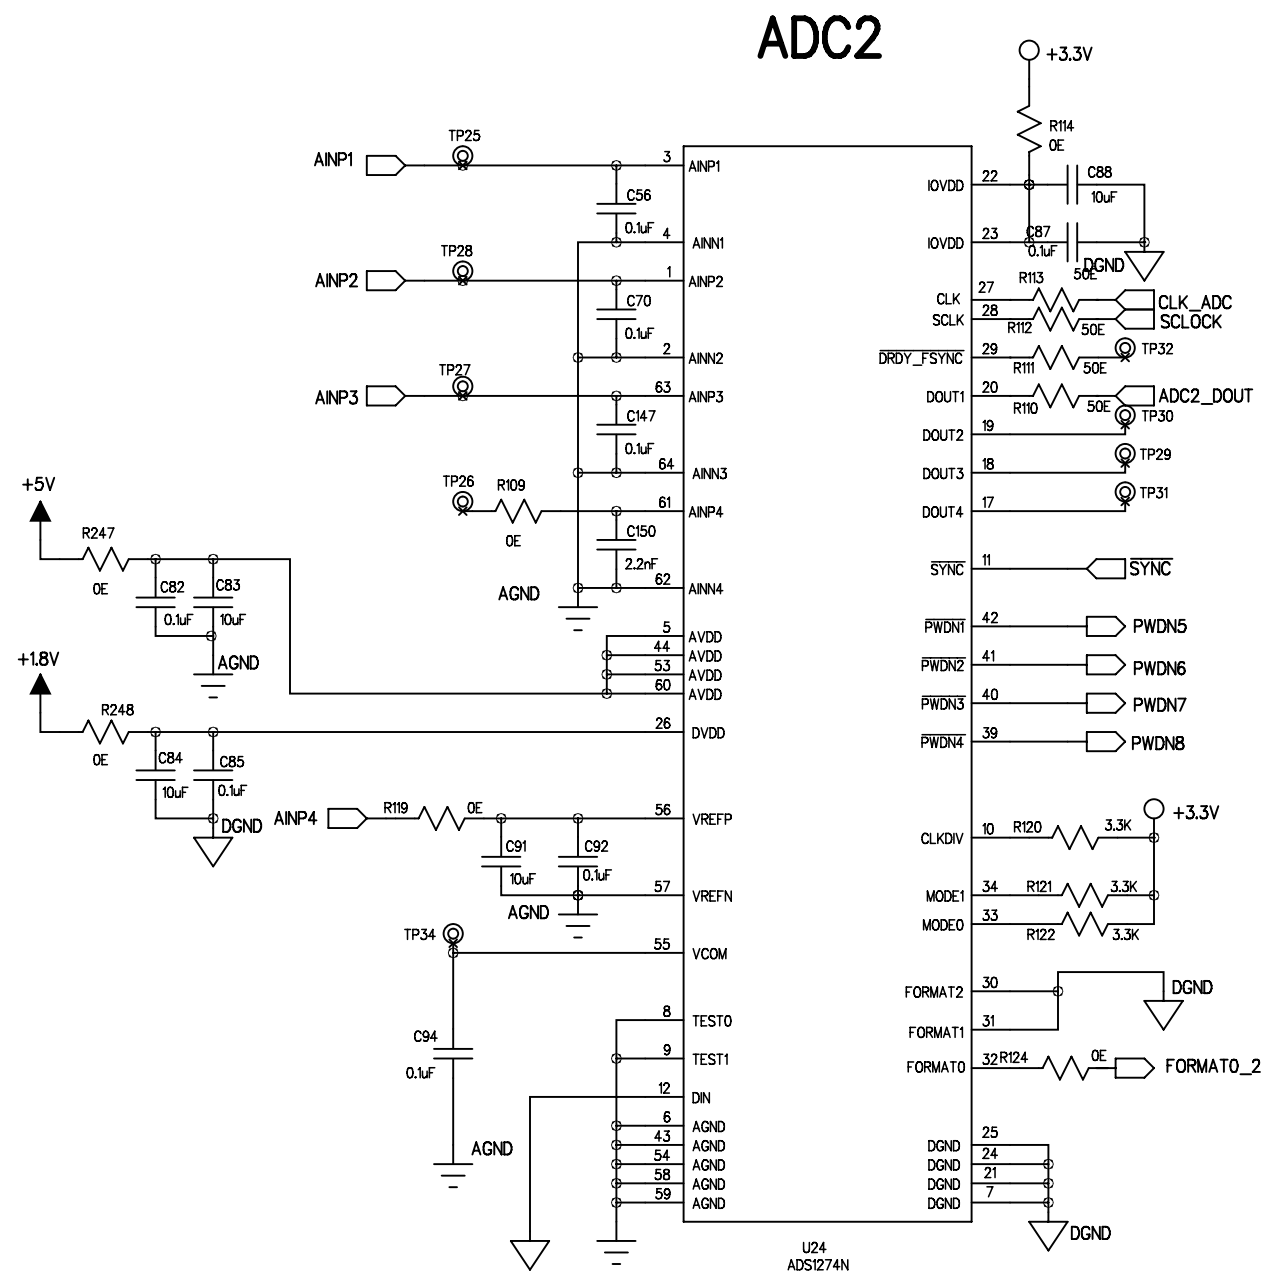 ADC2
+3.3V
R114
0E
TP25
AINP1
3
AINP1
C56
0.1uF
4
AINN1
IOVDD
22
C88
10uF
IOVDD
23
C87
0.1uF
DGND
TP28
AINP2
1
AINP2
C70
0.1uF
2
AINN2
CLK
27
R113
50E
CLK_ADC
SCLK
28
R112
50E
SCLOCK
DRDY_FSYNC
29
R111
50E
TP32
TP27
AINP3
63
AINP3
C147
0.1uF
64
AINN3
DOUT1
20
R110
50E
ADC2_DOUT
DOUT2
19
TP30
DOUT3
18
TP29
DOUT4
17
TP31
TP26
R109
0E
61
AINP4
C150
2.2nF
62
AINN4
AGND
+5V
R247
0E
C82
0.1uF
C83
10uF
AGND
SYNC
11
SYNC
5
AVDD
44
AVDD
53
AVDD
60
AVDD
PWDN1
42
PWDN5
PWDN2
41
PWDN6
PWDN3
40
PWDN7
PWDN4
39
PWDN8
+1.8V
R248
0E
C84
10uF
C85
0.1uF
DGND
26
DVDD
AINP4
R119
0E
56
VREFP
C91
10uF
C92
0.1uF
57
VREFN
AGND
+3.3V
CLKDIV
10
R120
3.3K
MODE1
34
R121
3.3K
MODE0
33
R122
3.3K
TP34
55
VCOM
C94
0.1uF
AGND
FORMAT2
30
DGND
FORMAT1
31
FORMAT0
32
R124
0E
FORMAT0_2
8
TEST0
9
TEST1
12
DIN
6
AGND
43
AGND
54
AGND
58
AGND
59
AGND
DGND
25
DGND
24
DGND
21
DGND
7
DGND
U24
ADS1274N